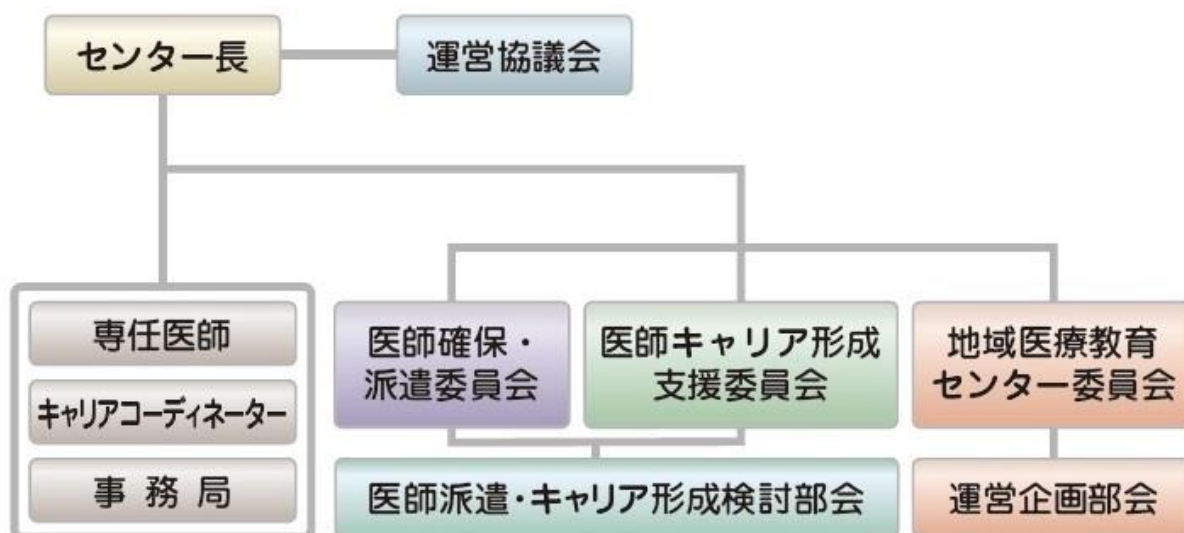 センター長
運営協議会
専任医師
キャリアコーディネーター
事務局
医師確保・
派遣委員会
医師キャリア形成
支援委員会
地域医療教育
センター委員会
医師派遣・キャリア形成検討部会
運営企画部会